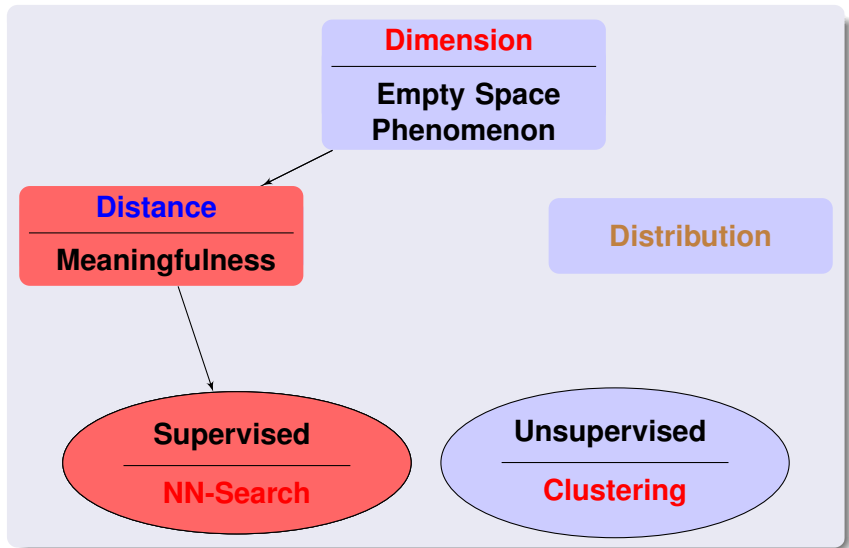 Dimension
Empty Space
Phenomenon
Distance
Meaningfulness
Distribution
Supervised
NN-Search
Unsupervised
Clustering